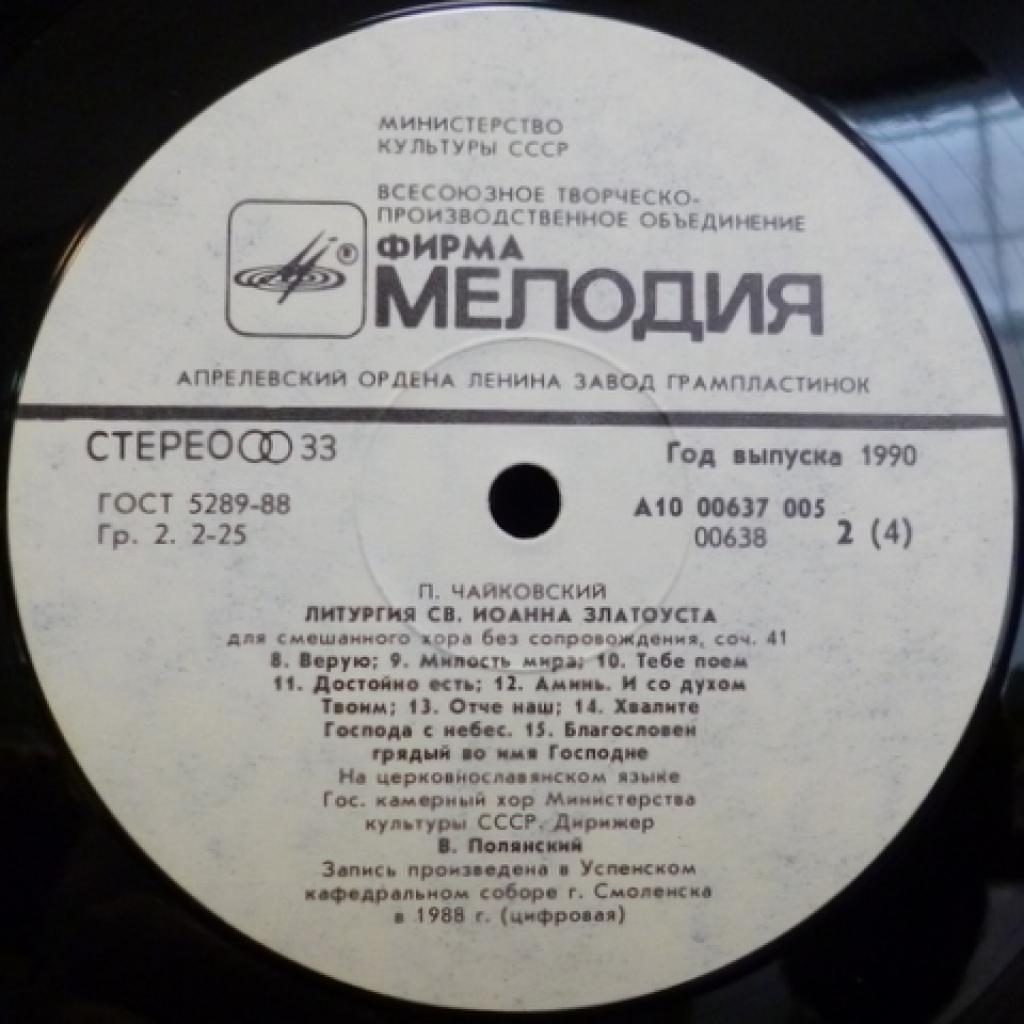 МИНИСТЕРСТВО
КУЛЬТУРЫ СССР
ВСЕСОЮЗНОЕ ТВОРЧЕСКО-
ПРОИЗВОДСТВЕННОЕ ОБЪЕДИНЕНИЕ
ФИРМА
®
МЕЛОДИЯ
АПРЕЛЕВСКИЙ ОРДЕНА ЛЕНИНА ЗАВОД ГРАМПЛАСТИНОК
СТЕРЕО 33
Год выпуска 1990
ГОСТ 5289-88
Гр. 2. 2-25
А10 00637 005
00638 2 (4)
П. ЧАЙКОВСКИЙ
ЛИТУРГИЯ СВ. ИОАННА ЗЛАТОУСТА
для смешанного хора без сопровождения, соч. 41
8. Верую; 9. Милость мира; 10. Тебе поем
11. Достойно есть; 12. Аминь. И со духом
Твоим; 13. Отче наш; 14. Хвалите
Господа с небес. 15. Благословен
грядый во имя Господне
На церковнославянском языке
Гос. камерный хор Министерства
культуры СССР. Дирижер
В. Полянский
Запись произведена в Успенском
кафедральном соборе г. Смоленска
в 1988 г. (цифровая)